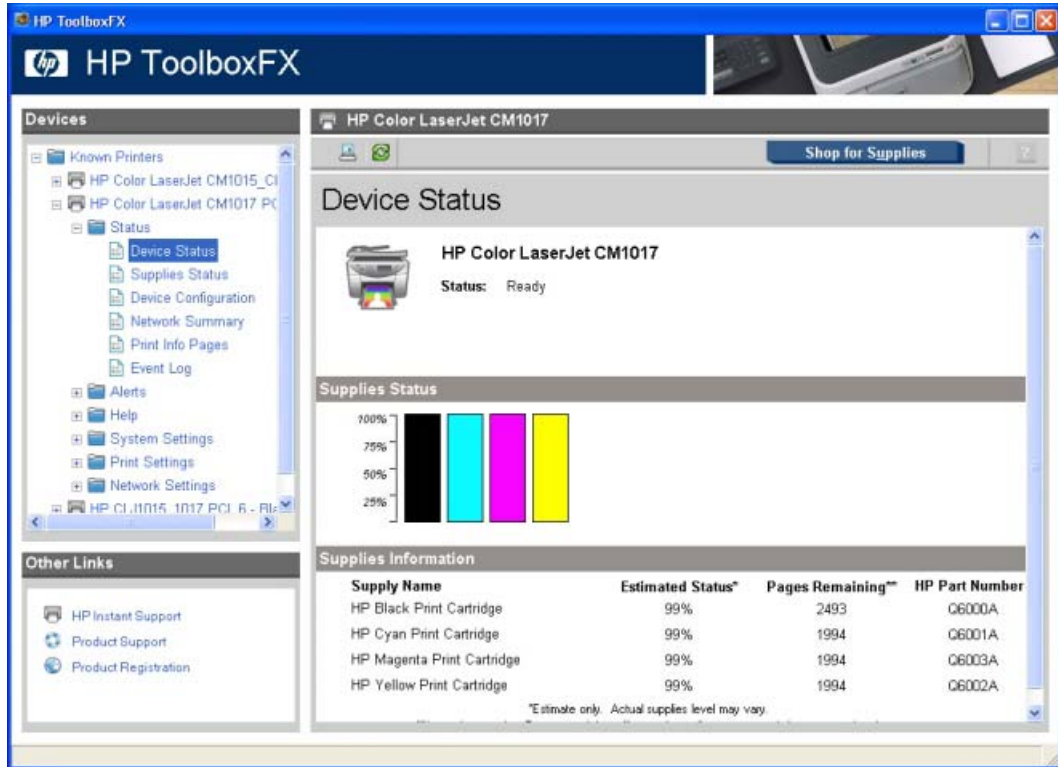 HP ToolboxFX
hp HP ToolboxFX
Devices
Known Printers
HP Color LaserJet CM1015_Cl
HP Color LaserJet CM1017 PC
Status
Device Status
Supplies Status
Device Configuration
Network Summary
Print Info Pages
Event Log
Alerts
Help
System Settings
Print Settings
Network Settings
HP CLJ1015_1017 PCL 6 - Bla
Other Links
HP Instant Support
Product Support
Product Registration
HP Color LaserJet CM1017
Shop for Supplies
?
Device Status
HP Color LaserJet CM1017
Status: Ready
Supplies Status
100%
75%
50%
25%
Supplies Information
Supply Name Estimated Status* Pages Remaining** HP Part Number
HP Black Print Cartridge 99% 2493 Q6000A
HP Cyan Print Cartridge 99% 1994 Q6001A
HP Magenta Print Cartridge 99% 1994 Q6003A
HP Yellow Print Cartridge 99% 1994 Q6002A
*Estimate only. Actual supplies level may vary.